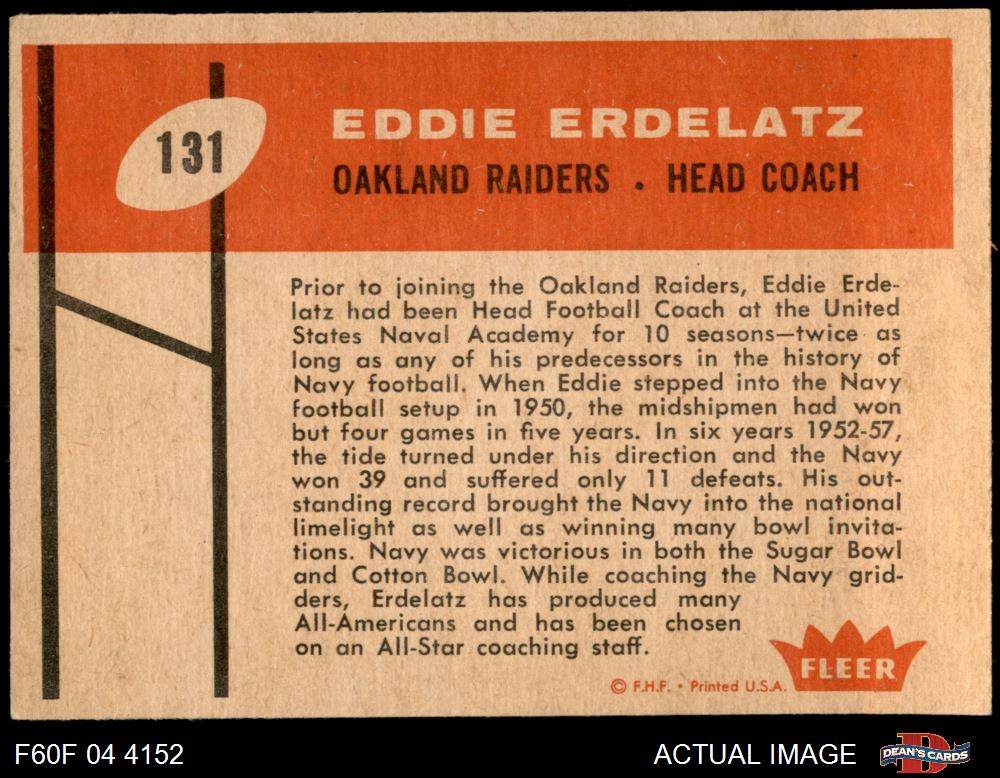 131
EDDIE ERDELATZ
OAKLAND RAIDERS . HEAD COACH
Prior to joining the Oakland Raiders, Eddie Erde-
latz had been Head Football Coach at the United
States Naval Academy for 10 seasons—twice as
long as any of his predecessors in the history of
Navy football. When Eddie stepped into the Navy
football setup in 1950, the midshipmen had won
but four games in five years. In six years 1952-57,
the tide turned under his direction and the Navy
won 39 and suffered only 11 defeats. His out-
standing record brought the Navy into the national
limelight as well as winning many bowl invita-
tions. Navy was victorious in both the Sugar Bowl
and Cotton Bowl. While coaching the Navy grid-
ders, Erdelatz has produced many
All-Americans and has been chosen
on an All-Star coaching staff.
FLEER
© F.H.F. • Printed U.S.A.
F60F 04 4152
ACTUAL IMAGE
D
DEAN'S CARDS